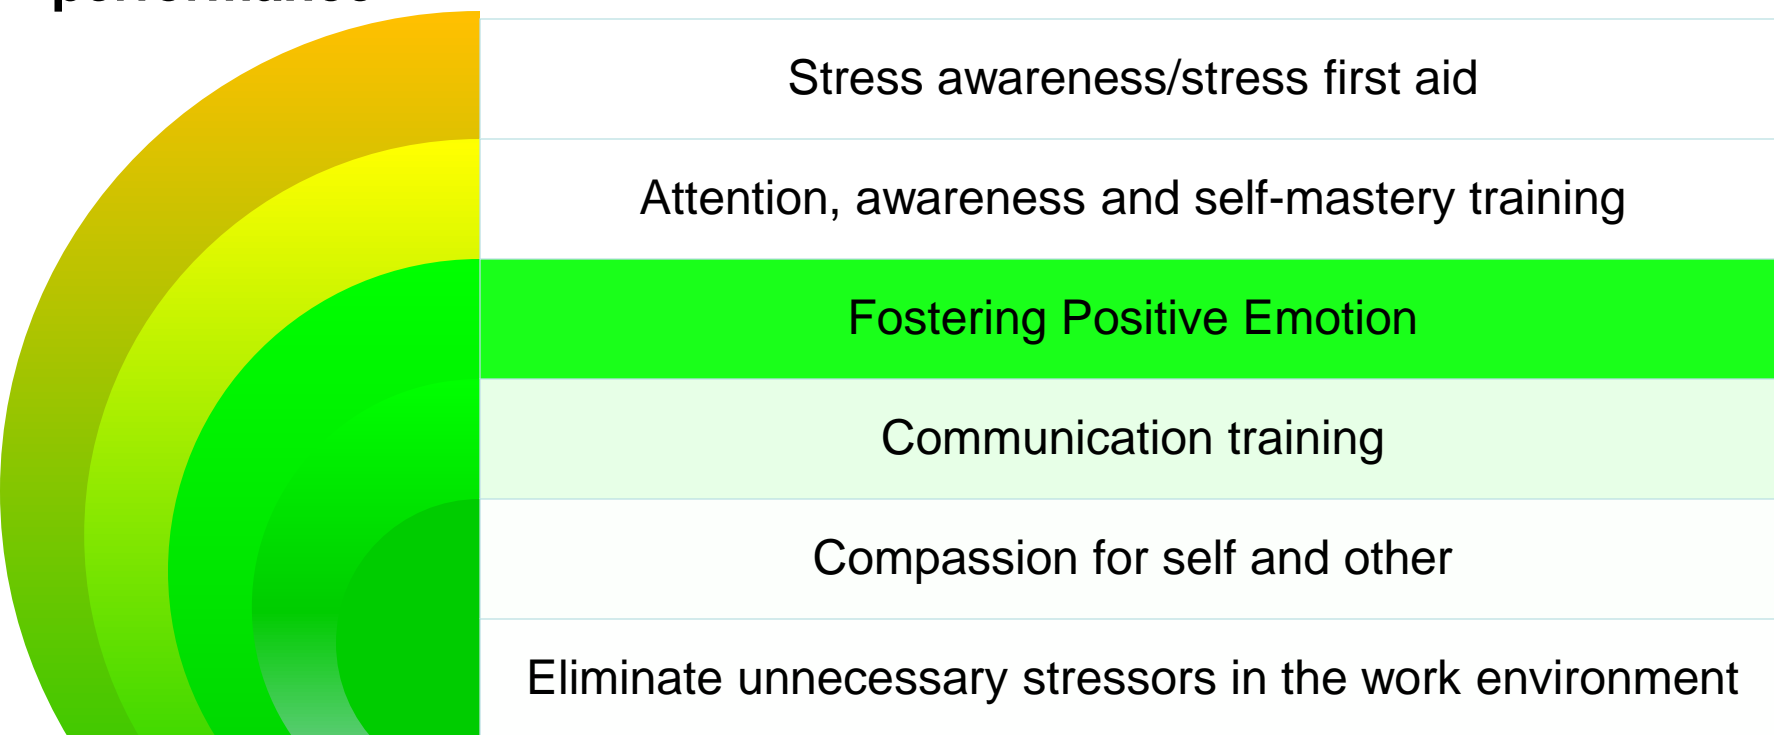 performance
Stress awareness/stress first aid
Attention, awareness and self-mastery training
Fostering Positive Emotion
Communication training
Compassion for self and other
Eliminate unnecessary stressors in the work environment